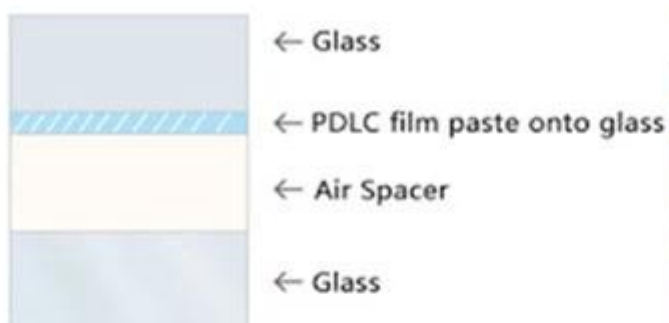 ← Glass
← PDLC film paste onto glass
← Air Spacer
← Glass